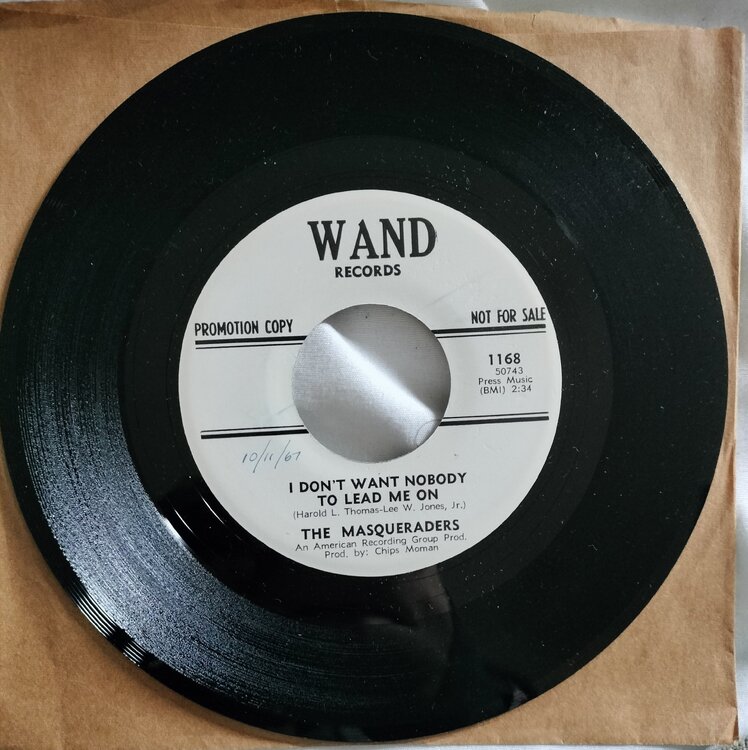 WAND
RECORDS
PROMOTION COPY
NOT FOR SALE
1168
50743
Press Music
(BMI) 2:34
10/11/67
I DON'T WANT NOBODY
TO LEAD ME ON
(Harold L. Thomas-Lee W. Jones, Jr.)
THE MASQUERADERS
An American Recording Group Prod.
Prod. by: Chips Moman